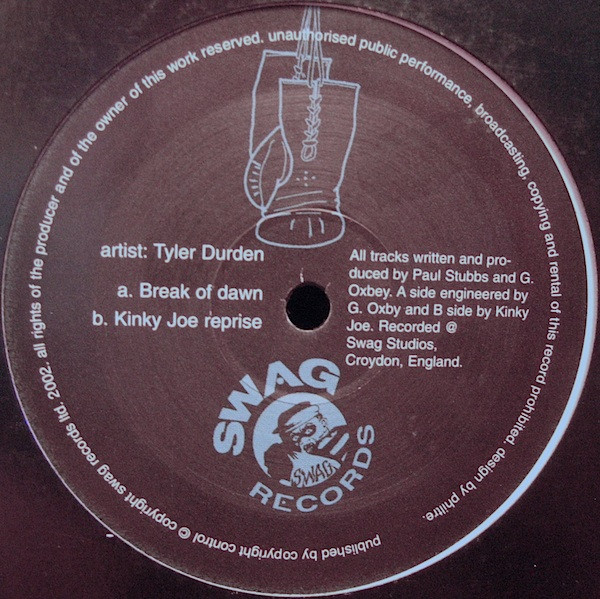 all rights of the producer and of the owner of this work reserved. unauthorised public performance, broadcasting, copying and rental of this record prohibited. design by philtre.
artist: Tyler Durden
a. Break of dawn
b. Kinky Joe reprise
All tracks written and pro-
duced by Paul Stubbs and G.
Oxbey. A side engineered by
G. Oxby and B side by Kinky
Joe. Recorded @
Swag Studios,
Croydon, England.
SWAG
SWAG
RECORDS
published by copyright control © copyright swag records ltd. 2002.